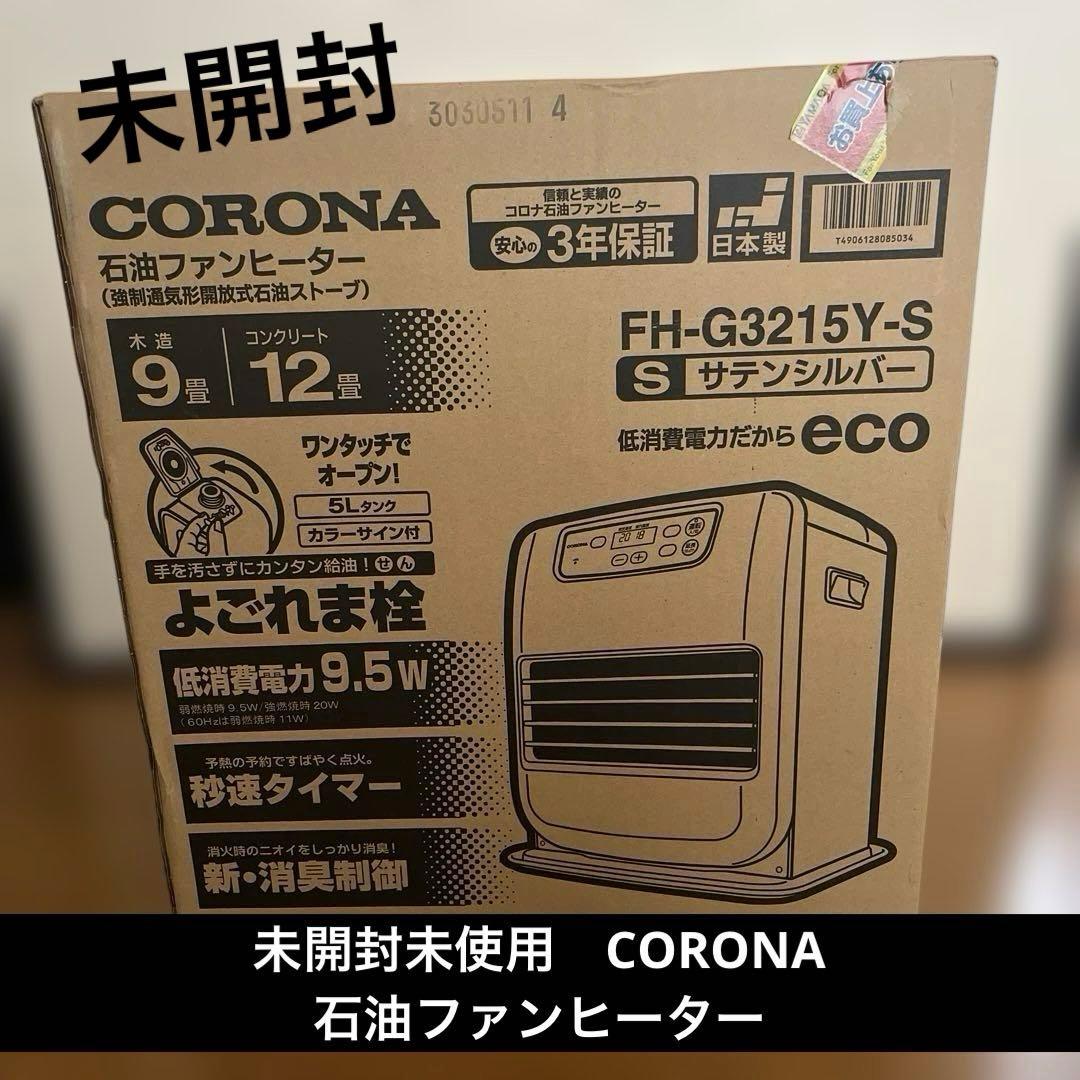 未開封
3030511 4
お買上あ
CORONA
石油ファンヒーター
(強制通気形開放式石油ストーブ)
信頼と実績の
コロナ石油ファンヒーター
安心の 3年保証
日本製
T4906128085034
木造 9畳
コンクリート 12畳
FH-G3215Y-S
S サテンシルバー
低消費電力だから eco
ワンタッチで
オープン!
5Lタンク
カラーサイン付
手を汚さずにカンタン給油!せん
よごれま栓
低消費電力 9.5W
弱燃焼時 9.5W/強燃焼時 20W
(60Hzは弱燃焼時 11W)
予熱の予約ですばやく点火。
秒速タイマー
消火時のニオイをしっかり消臭!
新・消臭制御
CORONA
2018
未開封未使用　CORONA
石油ファンヒーター